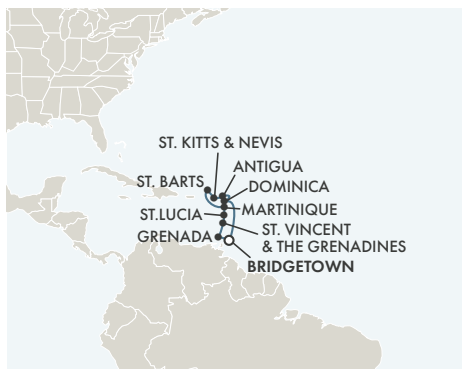 ST. KITTS & NEVIS
ANTIGUA
ST. BARTS
DOMINICA
MARTINIQUE
ST.LUCIA
ST. VINCENT
& THE GRENADINES
GRENADA
BRIDGETOWN